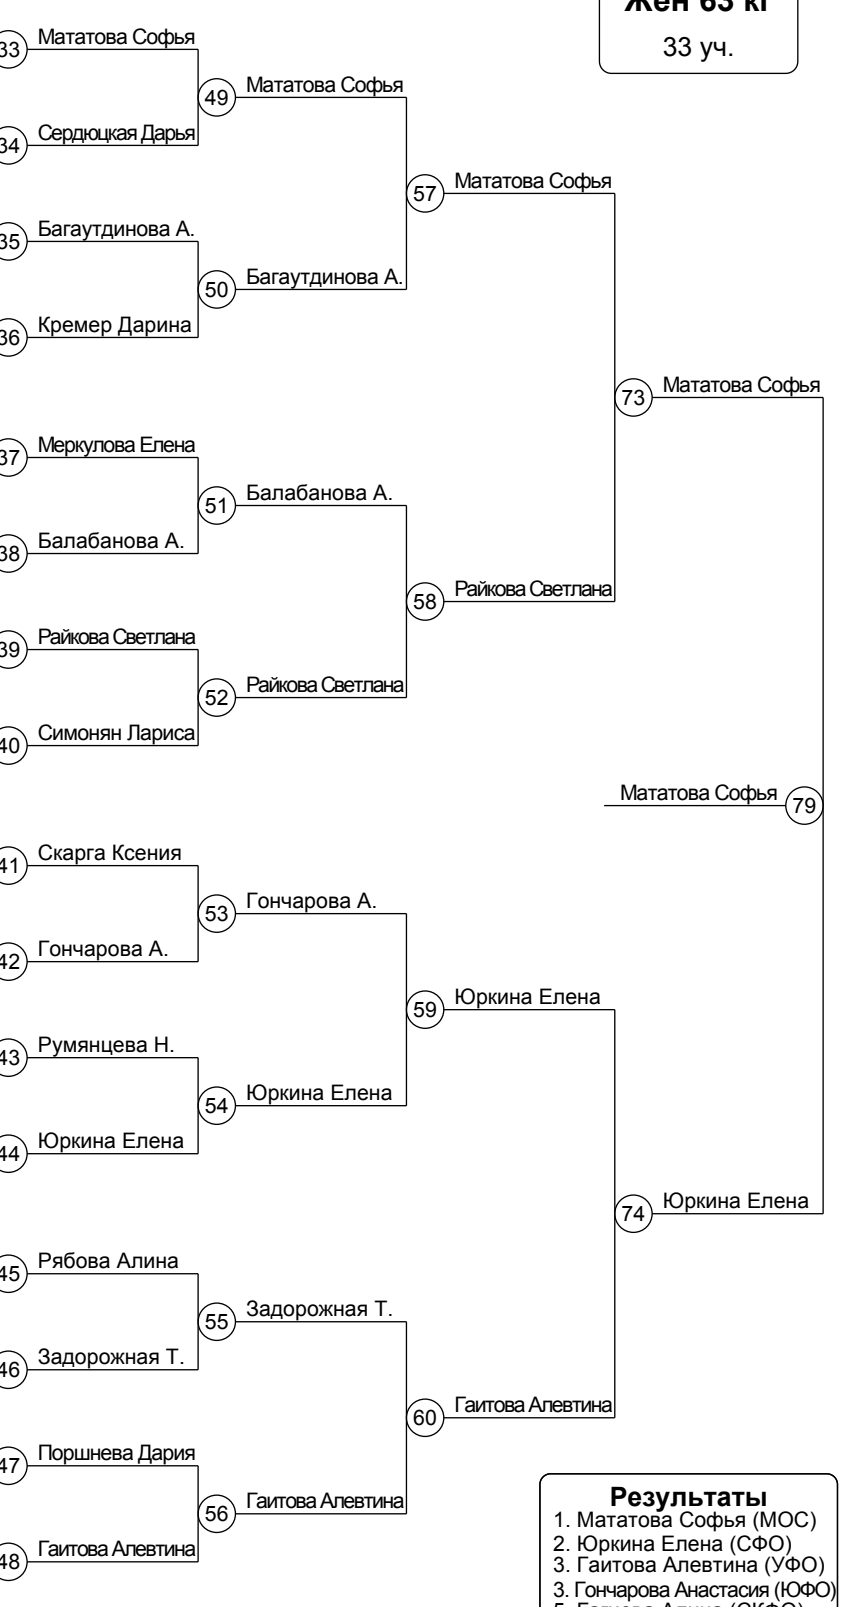 Жен 63 кг
33 уч.
33 Мататова Софья
49 Мататова Софья
34 Сердюцкая Дарья
57 Мататова Софья
35 Багаутдинова А.
50 Багаутдинова А.
36 Кремер Дарина
73 Мататова Софья
37 Меркулова Елена
51 Балабанова А.
38 Балабанова А.
58 Райкова Светлана
39 Райкова Светлана
52 Райкова Светлана
40 Симонян Лариса
Мататова Софья 79
41 Скарга Ксения
53 Гончарова А.
42 Гончарова А.
59 Юркина Елена
43 Румянцева Н.
54 Юркина Елена
44 Юркина Елена
74 Юркина Елена
45 Рябова Алина
55 Задорожная Т.
46 Задорожная Т.
60 Гаитова Алевтина
47 Поршнева Дария
56 Гаитова Алевтина
48 Гаитова Алевтина
Результаты
1. Мататова Софья (МОС)
2. Юркина Елена (СФО)
3. Гаитова Алевтина (УФО)
3. Гончарова Анастасия (ЮФО)